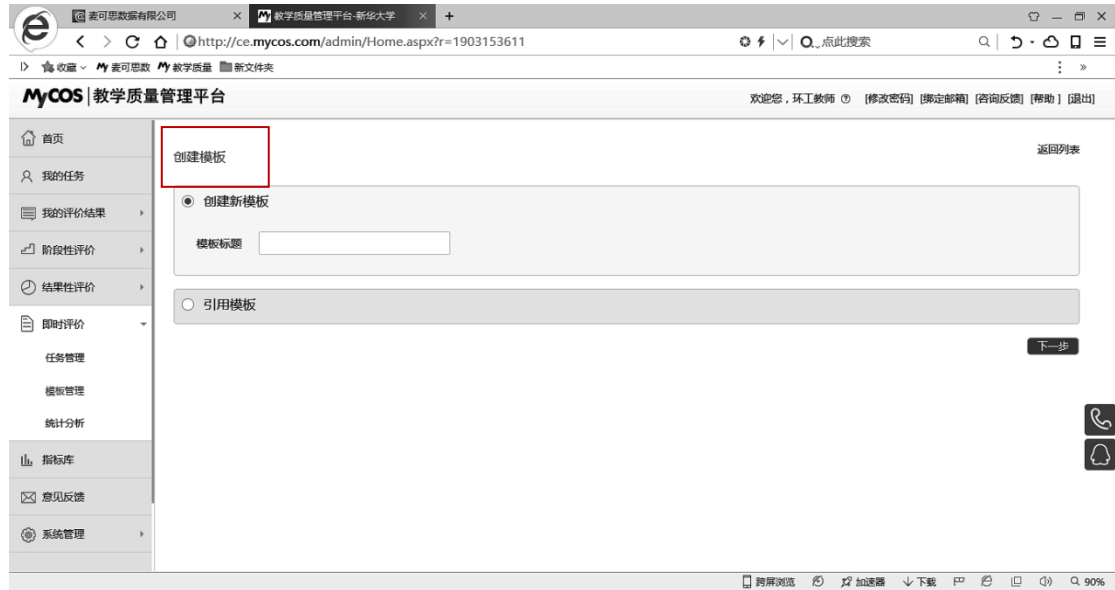 麦可思数据有限公司
教学质量管理平台-新华大学
http://ce.mycos.com/admin/Home.aspx?r=1903153611
点此搜索
收藏
麦可思数
教学质量
新文件夹
MyCOS 教学质量管理平台
欢迎您，环工教师 [修改密码] [绑定邮箱] [咨询反馈] [帮助] [退出]
首页
我的任务
我的评价结果
阶段性评价
结果性评价
即时评价
任务管理
模板管理
统计分析
指标库
意见反馈
系统管理
创建模板
返回列表
创建新模板
模板标题
引用模板
下一步
跨屏浏览
加速器
下载
90%